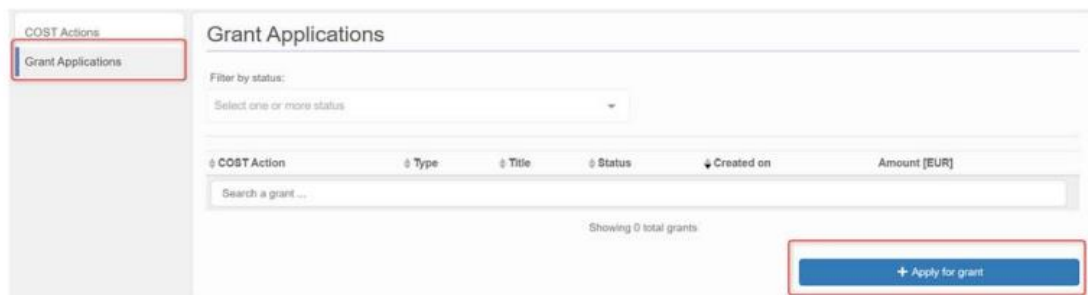 COST Actions
Grant Applications
Grant Applications
Filter by status:
Select one or more status
COST Action Type Title Status Created on Amount [EUR]
Search a grant ...
Showing 0 total grants
+ Apply for grant